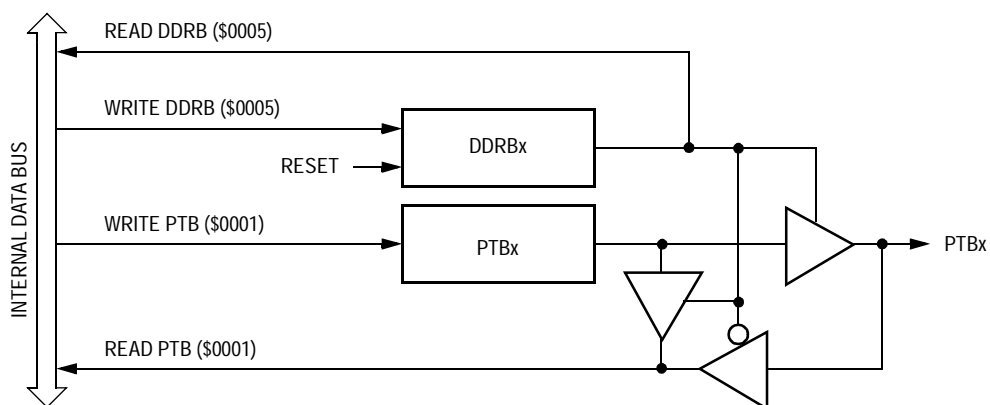 READ DDRB ($0005)
WRITE DDRB ($0005)
DDRBx
RESET
WRITE PTB ($0001)
PTBx
PTBx
READ PTB ($0001)
INTERNAL DATA BUS